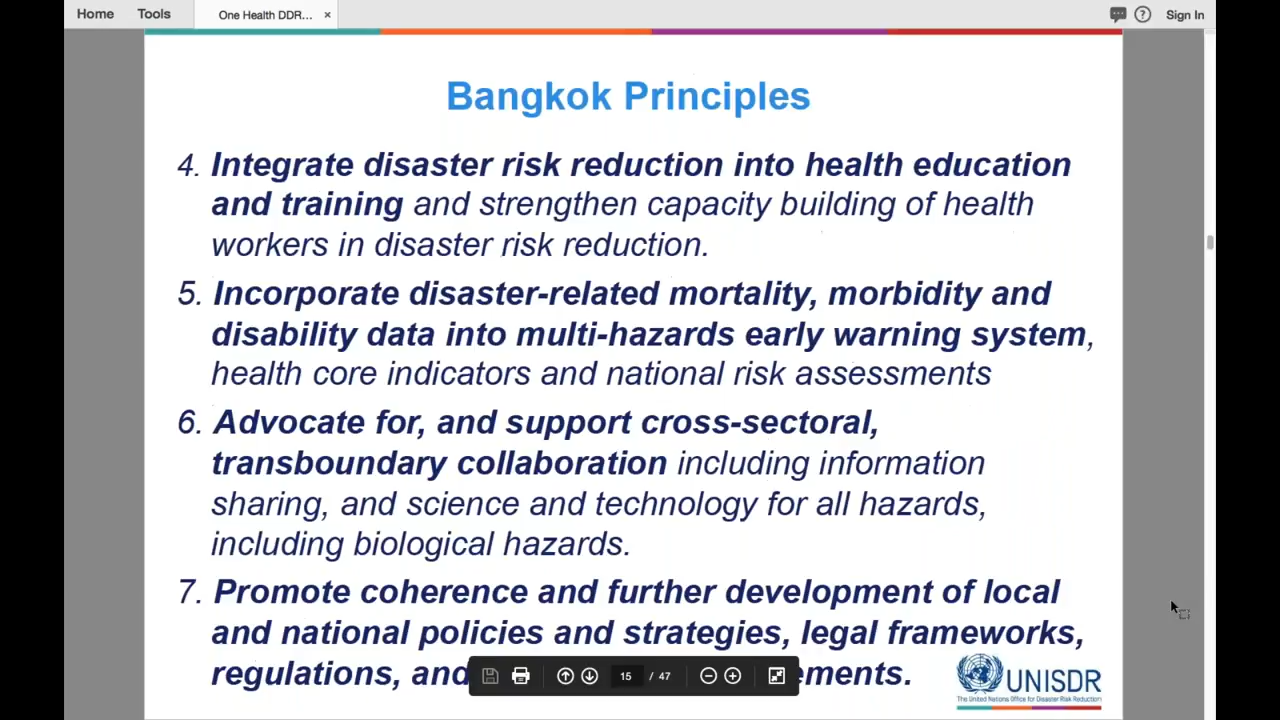 Home Tools One Health DDR... × Sign In
Bangkok Principles
4. Integrate disaster risk reduction into health education
and training and strengthen capacity building of health
workers in disaster risk reduction.
5. Incorporate disaster-related mortality, morbidity and
disability data into multi-hazards early warning system,
health core indicators and national risk assessments
6. Advocate for, and support cross-sectoral,
transboundary collaboration including information
sharing, and science and technology for all hazards,
including biological hazards.
7. Promote coherence and further development of local
and national policies and strategies, legal frameworks,
regulations, and ements.
15 / 47
UNISDR
The United Nations Office for Disaster Risk Reduction